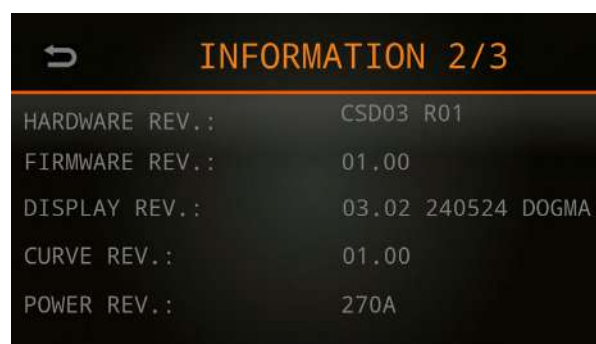 INFORMATION 2/3
HARDWARE REV.: CSD03 R01
FIRMWARE REV.: 01.00
DISPLAY REV.: 03.02 240524 DOGMA
CURVE REV.: 01.00
POWER REV.: 270A